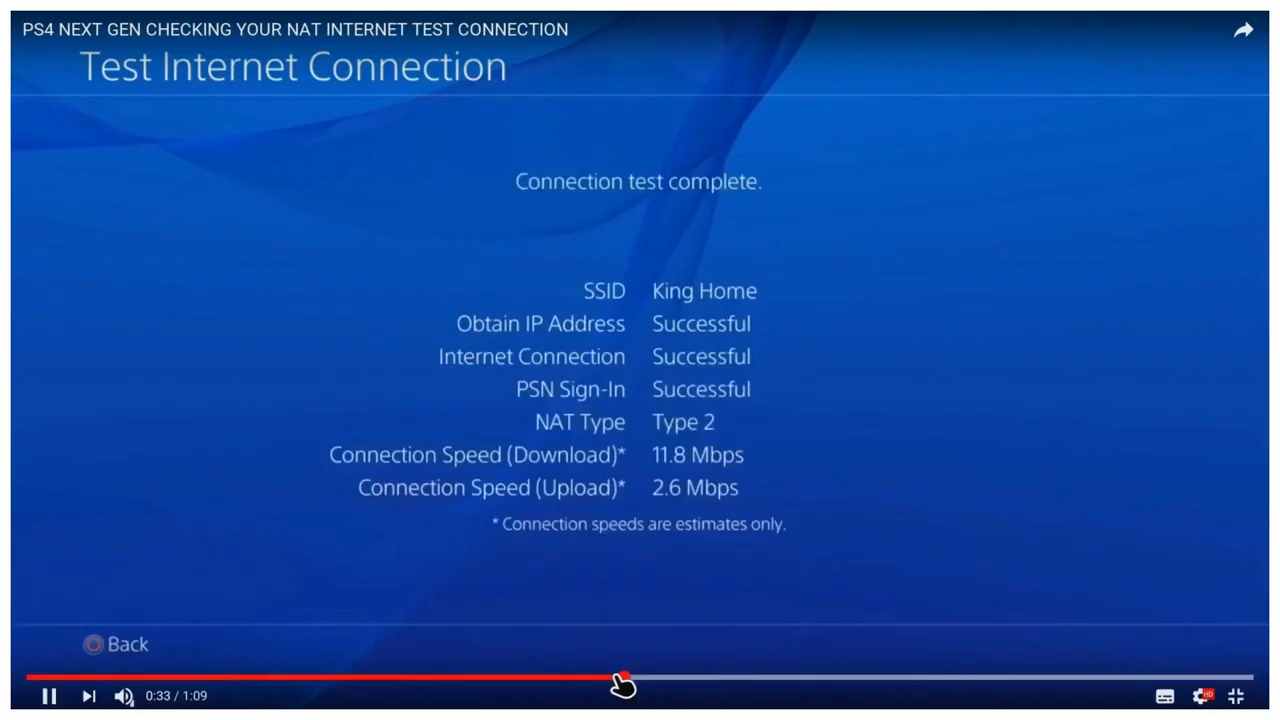 PS4 NEXT GEN CHECKING YOUR NAT INTERNET TEST CONNECTION
Test Internet Connection
Connection test complete.
SSID King Home
Obtain IP Address Successful
Internet Connection Successful
PSN Sign-In Successful
NAT Type Type 2
Connection Speed (Download)* 11.8 Mbps
Connection Speed (Upload)* 2.6 Mbps
* Connection speeds are estimates only.
Back
0:33 / 1:09
HD